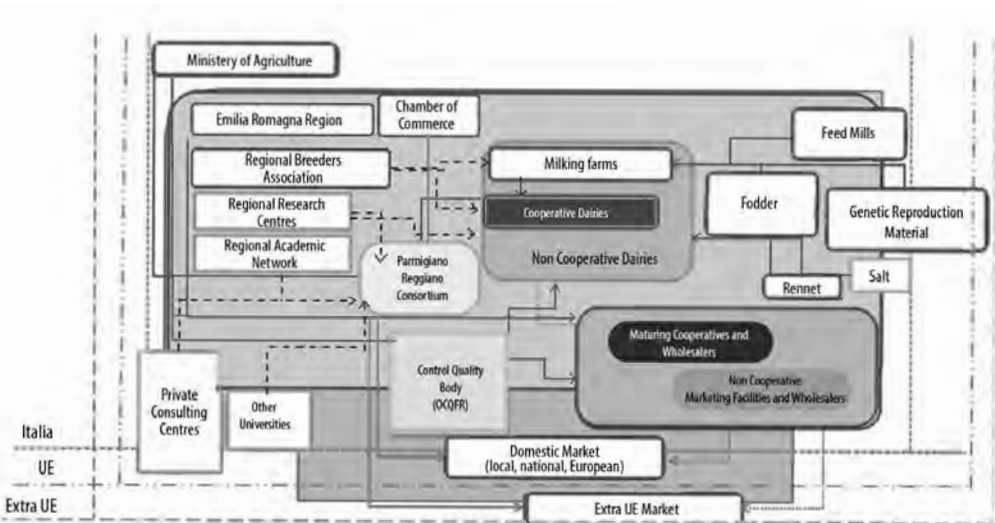 Ministery of Agriculture
Emilia Romagna Region
Chamber of
Commerce
Feed Mills
Regional Breeders
Association
Milking farms
Regional Research
Centres
Cooperative Dairies
Fodder
Genetic Reproduction
Material
Regional Academic
Network
Parmigiano
Reggiano
Consortium
Non Cooperative Dairies
Rennet
Salt
Maturing Cooperatives and
Wholesalers
Control Quality
Body
(OCQFR)
Non Cooperative
Marketing Facilities and Wholesalers
Private
Consulting
Centres
Other
Universities
Italia
Domestic Market
(local, national, European)
UE
Extra UE
Extra UE Market